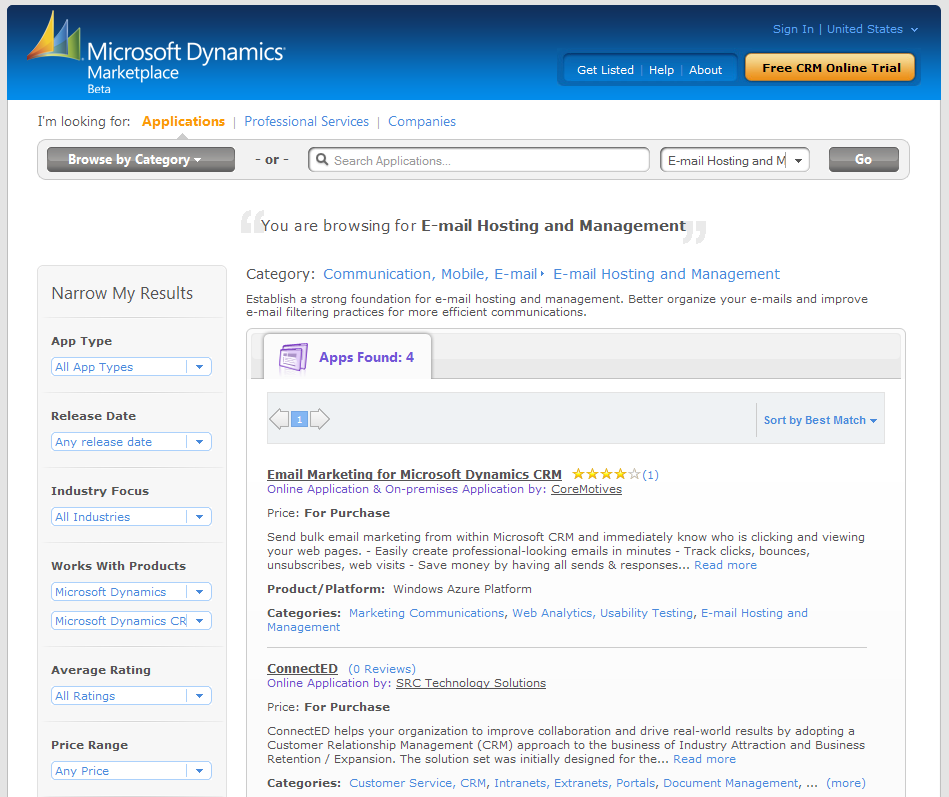 Sign In | United States
Microsoft Dynamics
Marketplace
Beta
Get Listed | Help | About
Free CRM Online Trial
I'm looking for: Applications | Professional Services | Companies
Browse by Category
- or -
Search Applications...
E-mail Hosting and M
Go
“You are browsing for E-mail Hosting and Management”
Narrow My Results
App Type
All App Types
Release Date
Any release date
Industry Focus
All Industries
Works With Products
Microsoft Dynamics
Microsoft Dynamics CR
Average Rating
All Ratings
Price Range
Any Price
Category: Communication, Mobile, E-mail E-mail Hosting and Management
Establish a strong foundation for e-mail hosting and management. Better organize your e-mails and improve
e-mail filtering practices for more efficient communications.
Apps Found: 4
1
Sort by Best Match
Email Marketing for Microsoft Dynamics CRM (1)
Online Application & On-premises Application by: CoreMotives
Price: For Purchase
Send bulk email marketing from within Microsoft CRM and immediately know who is clicking and viewing
your web pages. - Easily create professional-looking emails in minutes - Track clicks, bounces,
unsubscribes, web visits - Save money by having all sends & responses... Read more
Product/Platform: Windows Azure Platform
Categories: Marketing Communications, Web Analytics, Usability Testing, E-mail Hosting and
Management
ConnectED (0 Reviews)
Online Application by: SRC Technology Solutions
Price: For Purchase
ConnectED helps your organization to improve collaboration and drive real-world results by adopting a
Customer Relationship Management (CRM) approach to the business of Industry Attraction and Business
Retention / Expansion. The solution set was initially designed for the... Read more
Categories: Customer Service, CRM, Intranets, Extranets, Portals, Document Management, ... (more)